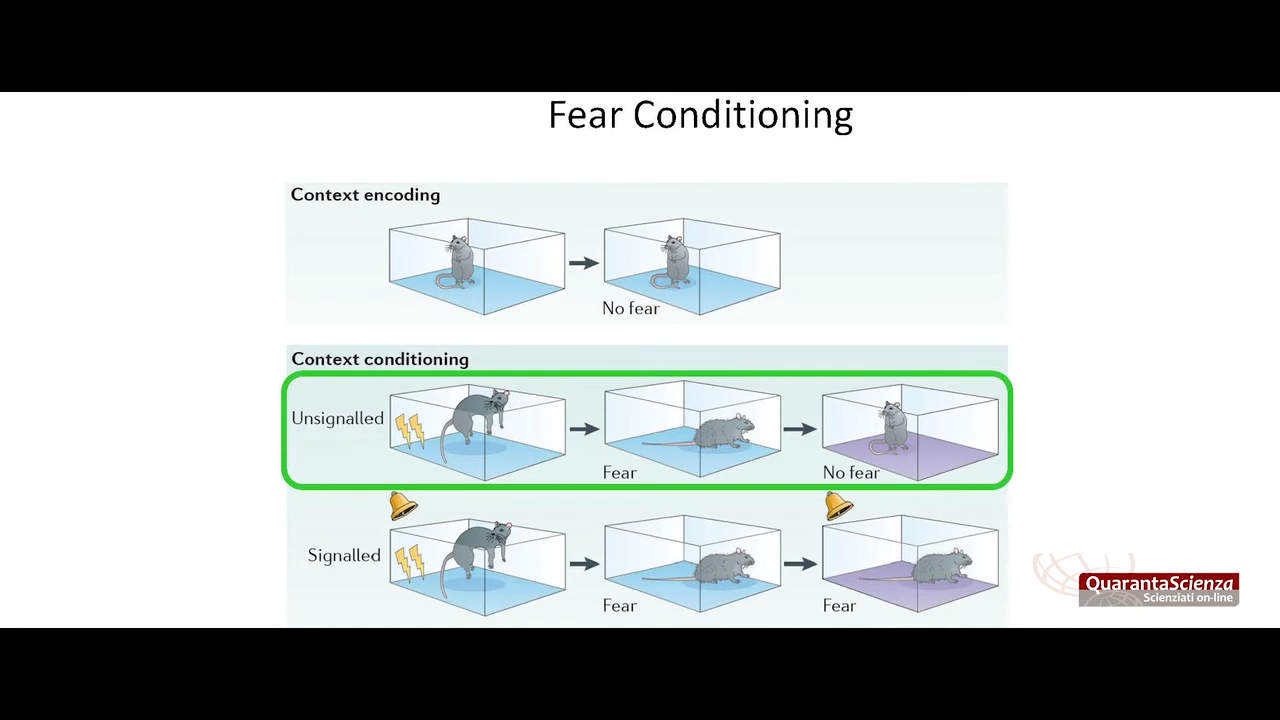 Fear Conditioning
Context encoding
No fear
Context conditioning
Unsignalled
Fear
No fear
Signalled
Fear
Fear
QuarantaScienza
Scienziati on-line